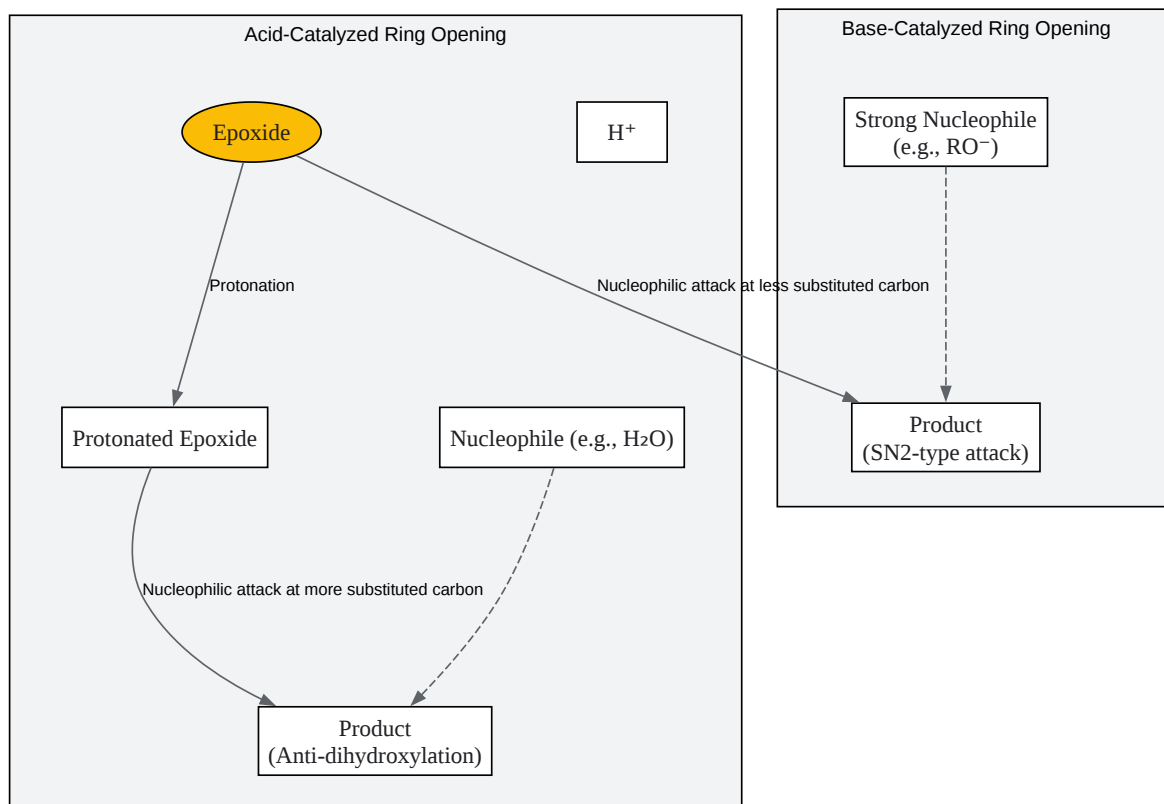 Acid-Catalyzed Ring Opening
Base-Catalyzed Ring Opening
Epoxide
H⁺
Strong Nucleophile
(e.g., RO⁻)
Protonation
Nucleophilic attack at less substituted carbon
Protonated Epoxide
Nucleophile (e.g., H₂O)
Product
(SN2-type attack)
Nucleophilic attack at more substituted carbon
Product
(Anti-dihydroxylation)